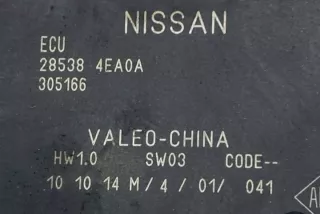 NISSAN
ECU
28538 4EA0A
305166
VALEO-CHINA
HW1.0 SW03 CODE--
10 10 14 M/4/01/ 041